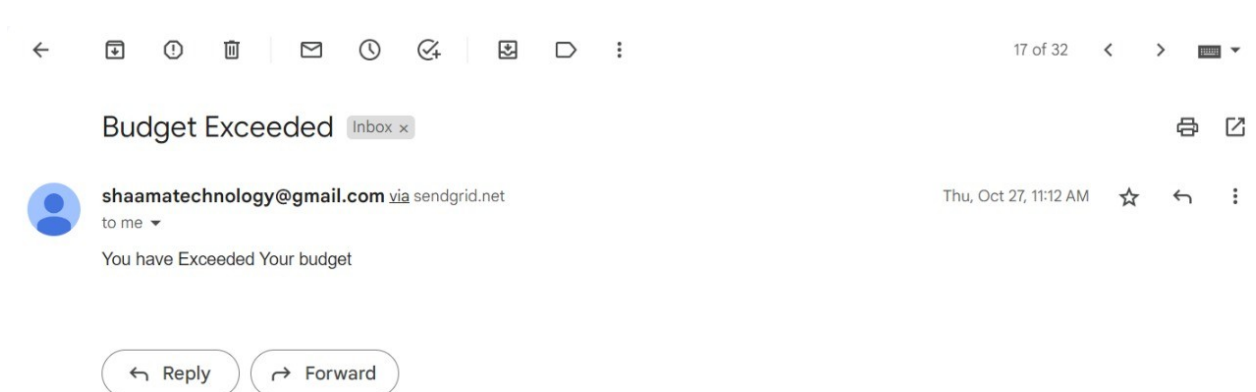 17 of 32
Budget Exceeded Inbox x
shaamatechnology@gmail.com via sendgrid.net
Thu, Oct 27, 11:12 AM
to me
You have Exceeded Your budget
Reply Forward